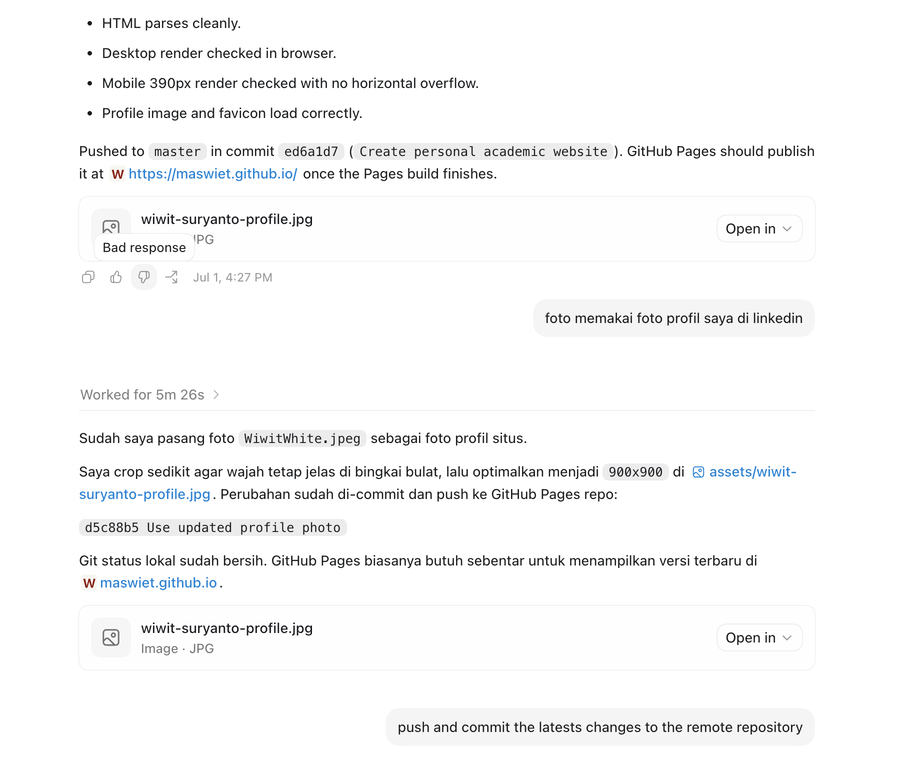 • HTML parses cleanly.
• Desktop render checked in browser.
• Mobile 390px render checked with no horizontal overflow.
• Profile image and favicon load correctly.
Pushed to master in commit ed6a1d7 ( Create personal academic website ). GitHub Pages should publish
it at W https://maswiet.github.io/ once the Pages build finishes.
wiwit-suryanto-profile.jpg
JPG
Open in
Bad response
Jul 1, 4:27 PM
foto memakai foto profil saya di linkedin
Worked for 5m 26s
Sudah saya pasang foto WiwitWhite.jpeg sebagai foto profil situs.
Saya crop sedikit agar wajah tetap jelas di bingkai bulat, lalu optimalkan menjadi 900x900 di assets/wiwit-
suryanto-profile.jpg. Perubahan sudah di-commit dan push ke GitHub Pages repo:
d5c88b5 Use updated profile photo
Git status lokal sudah bersih. GitHub Pages biasanya butuh sebentar untuk menampilkan versi terbaru di
W maswiet.github.io.
wiwit-suryanto-profile.jpg
Image · JPG
Open in
push and commit the latests changes to the remote repository